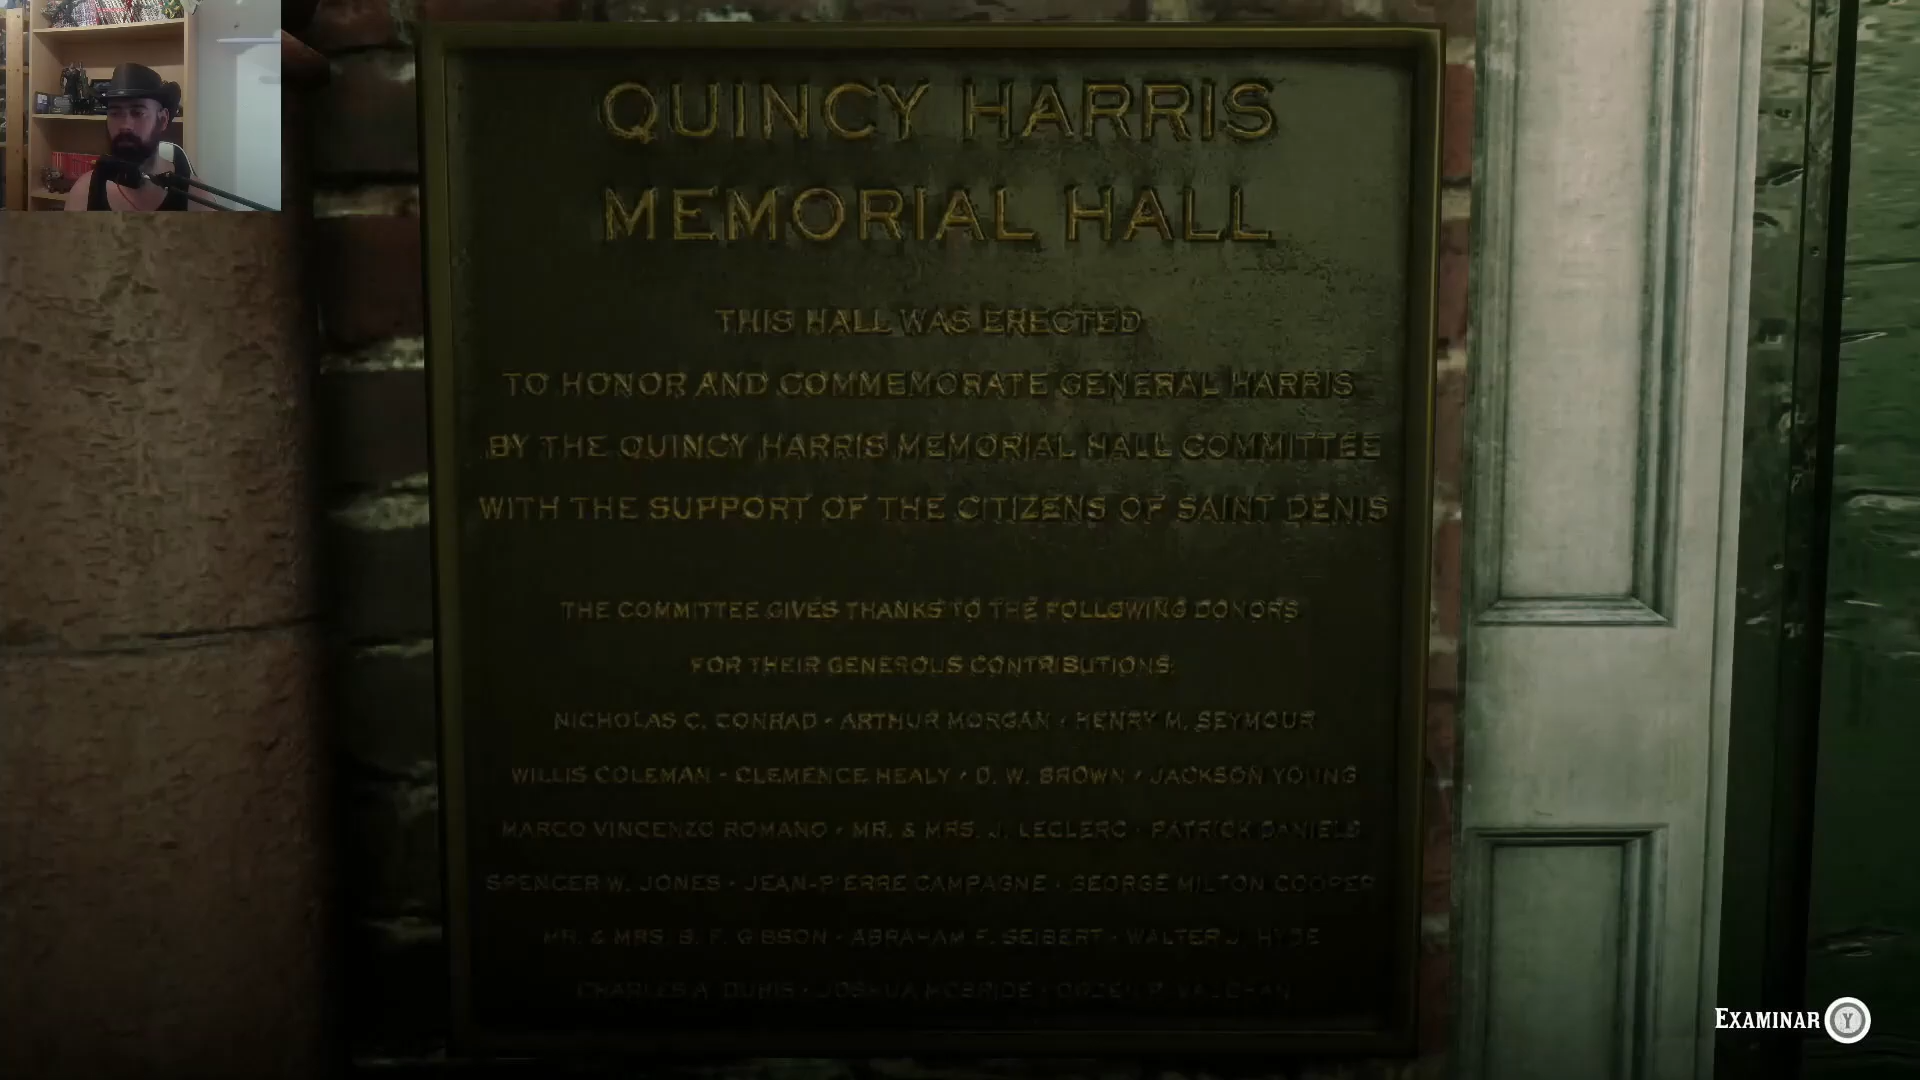 QUINCY HARRIS
MEMORIAL HALL
THIS HALL WAS ERECTED
TO HONOR AND COMMEMORATE GENERAL HARRIS
BY THE QUINCY HARRIS MEMORIAL HALL COMMITTEE
WITH THE SUPPORT OF THE CITIZENS OF SAINT DENIS
THE COMMITTEE GIVES THANKS TO THE FOLLOWING DONORS
FOR THEIR GENEROUS CONTRIBUTIONS:
NICHOLAS C. CONRAD · ARTHUR MORGAN · HENRY M. SEYMOUR
WILLIS COLEMAN · CLEMENCE HEALY · D. W. BROWN · JACKSON YOUNG
MARCO VINCENZO ROMANO · MR. & MRS. J. LECLERC · PATRICK DANIELS
SPENCER W. JONES · JEAN-PIERRE CAMPAGNE · GEORGE MILTON COOPER
MR. & MRS. GIBSON · ABRAHAM F. SEIBERT · WALTER J. HYDE
CHARLES A. · JOSHUA MCBRIDE ·
EXAMINAR Y